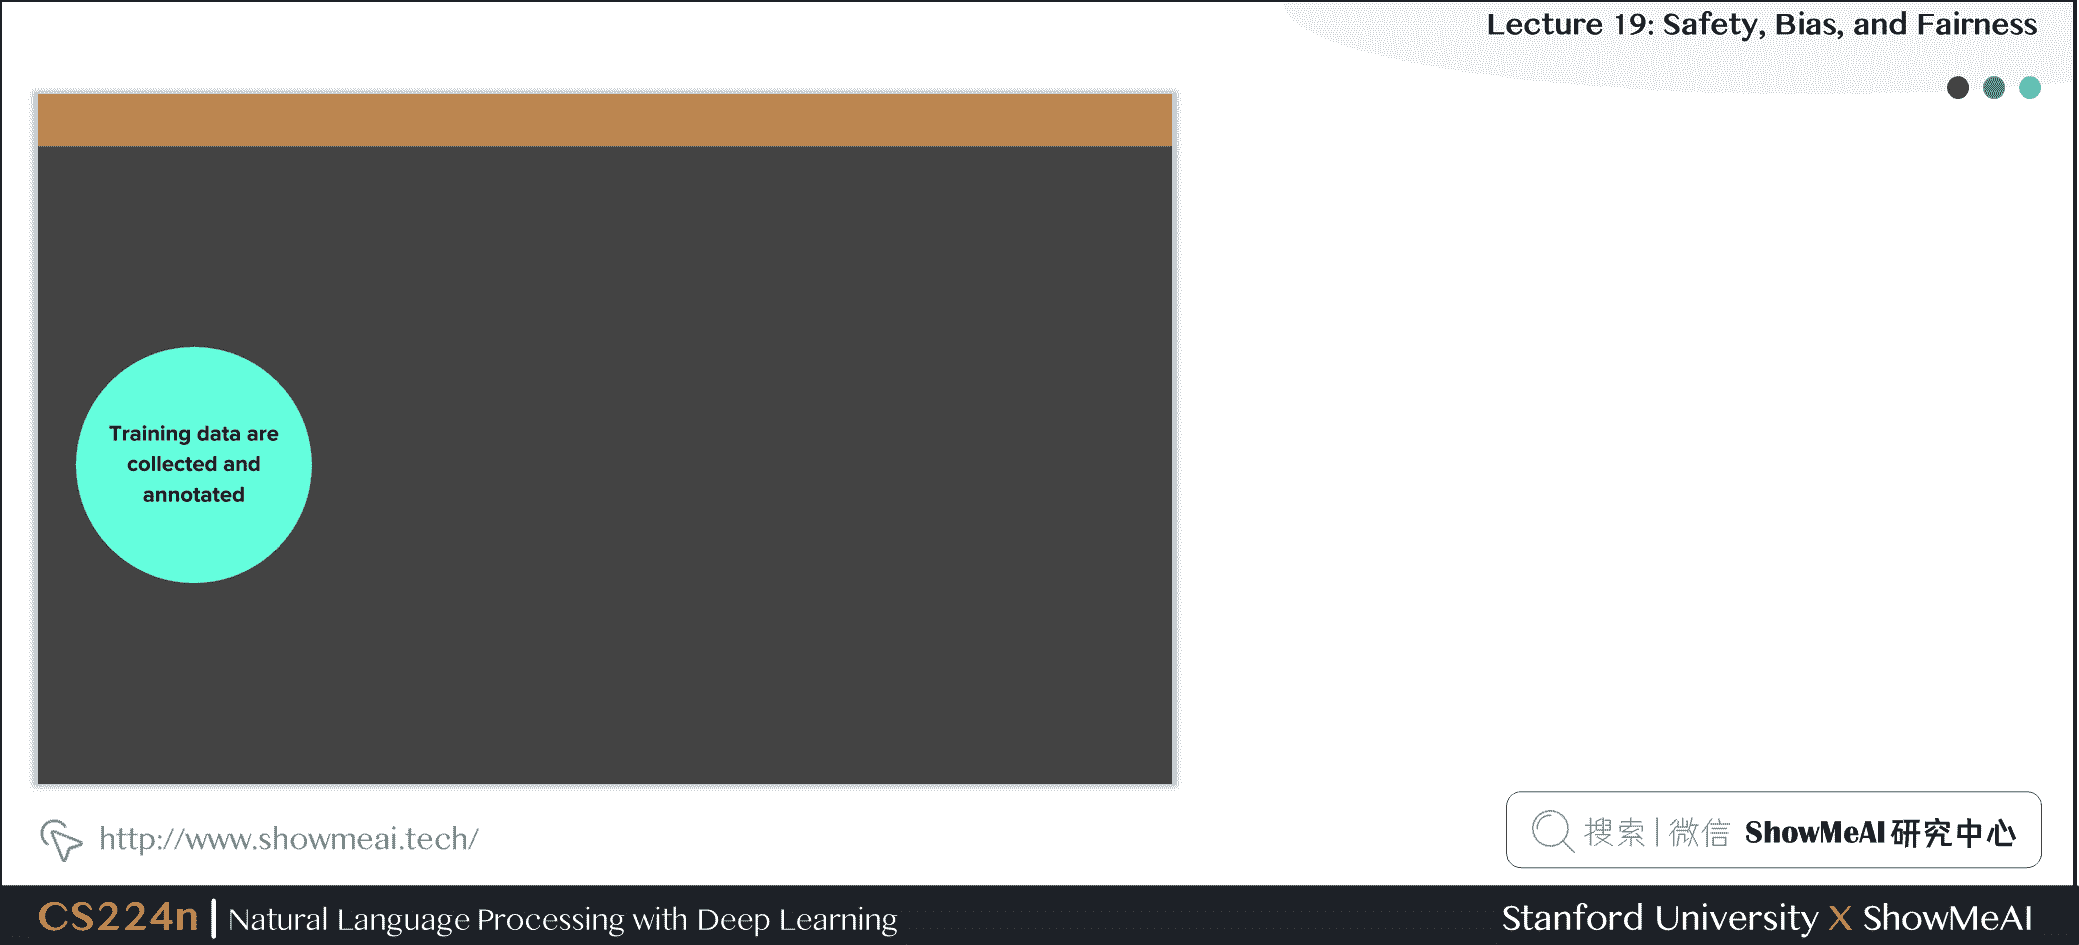 Lecture 19: Safety, Bias, and Fairness
Training data are
collected and
annotated
http://www.showmeai.tech/
搜索 | 微信 ShowMeAI 研究中心
CS224n | Natural Language Processing with Deep Learning
Stanford University X ShowMeAI